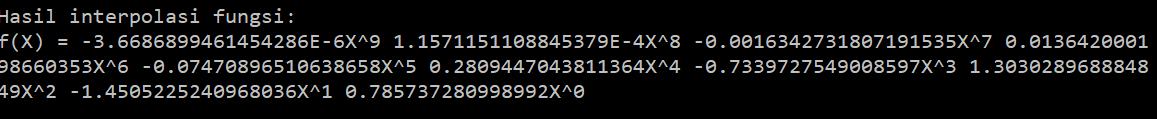 Hasil interpolasi fungsi:
f(X) = -3.6686899461454286E-6X^9 1.1571151108845379E-4X^8 -0.0016342731807191535X^7 0.0136420001
98660353X^6 -0.07470896510638658X^5 0.2809447043811364X^4 -0.7339727549008597X^3 1.3030289688848
49X^2 -1.4505225240968036X^1 0.785737280998992X^0